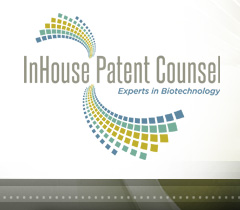 InHouse Patent Counsel
Experts in Biotechnology